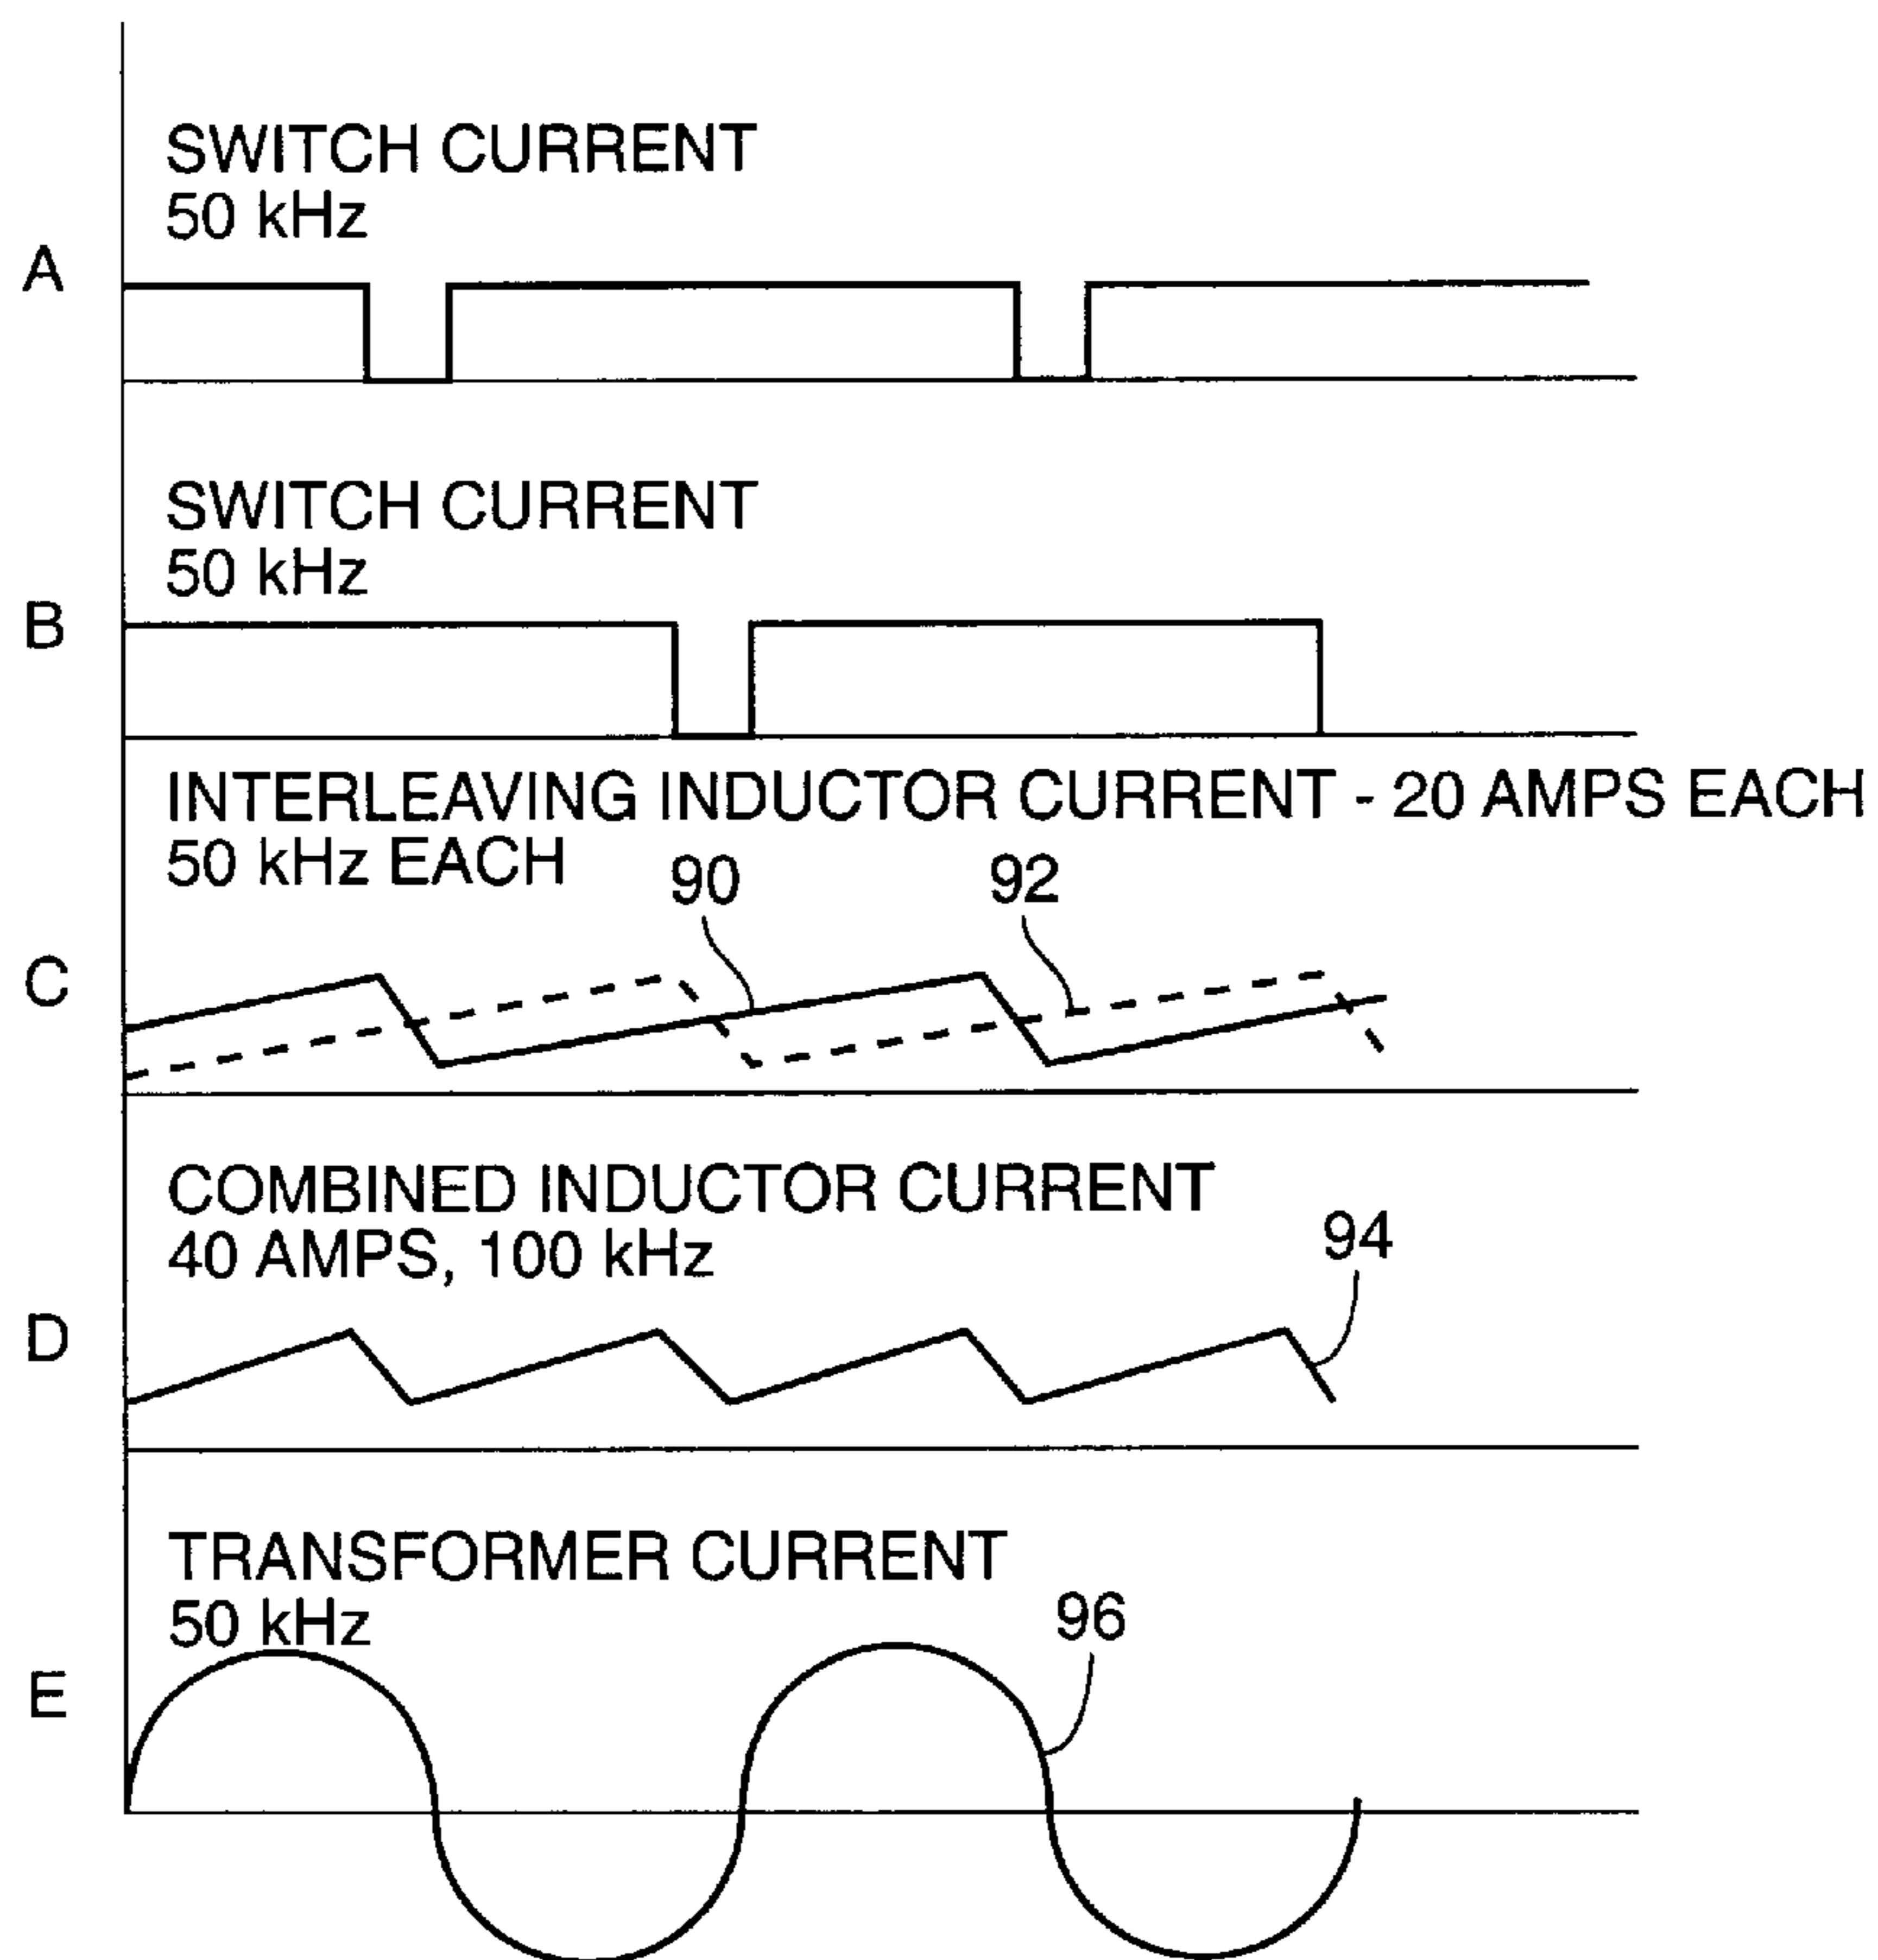 SWITCH CURRENT
50 kHz
A
SWITCH CURRENT
50 kHz
B
INTERLEAVING INDUCTOR CURRENT - 20 AMPS EACH
50 kHz EACH
90
92
C
COMBINED INDUCTOR CURRENT
40 AMPS, 100 kHz
94
D
TRANSFORMER CURRENT
50 kHz
96
E